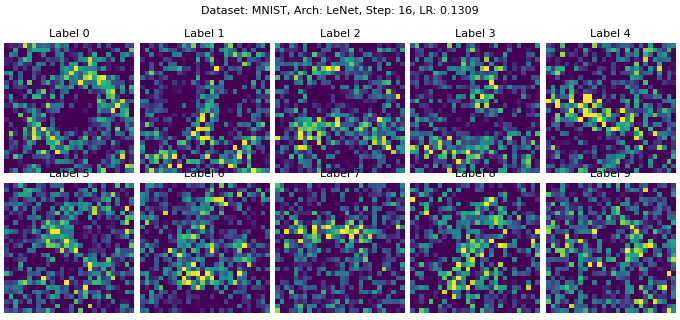 Dataset: MNIST, Arch: LeNet, Step: 16, LR: 0.1309
Label 0 Label 1 Label 2 Label 3 Label 4
Label 5 Label 6 Label 7 Label 8 Label 9